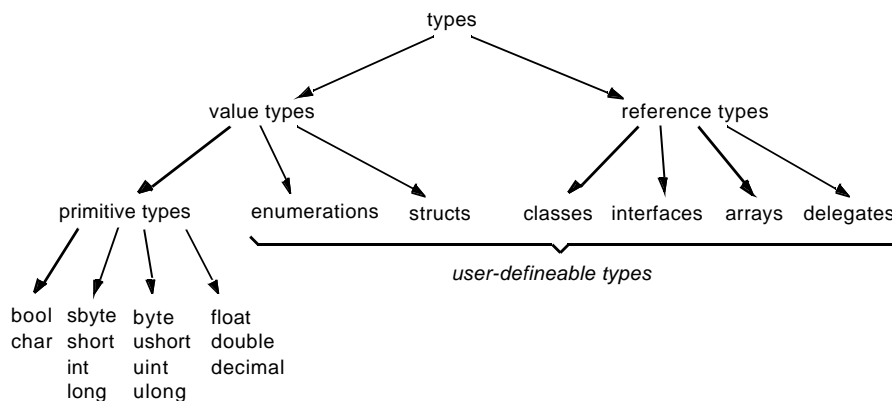 types
value types
reference types
primitive types
enumerations
structs
classes
interfaces
arrays
delegates
user-defineable types
bool
char
sbyte
short
int
long
byte
ushort
uint
ulong
float
double
decimal